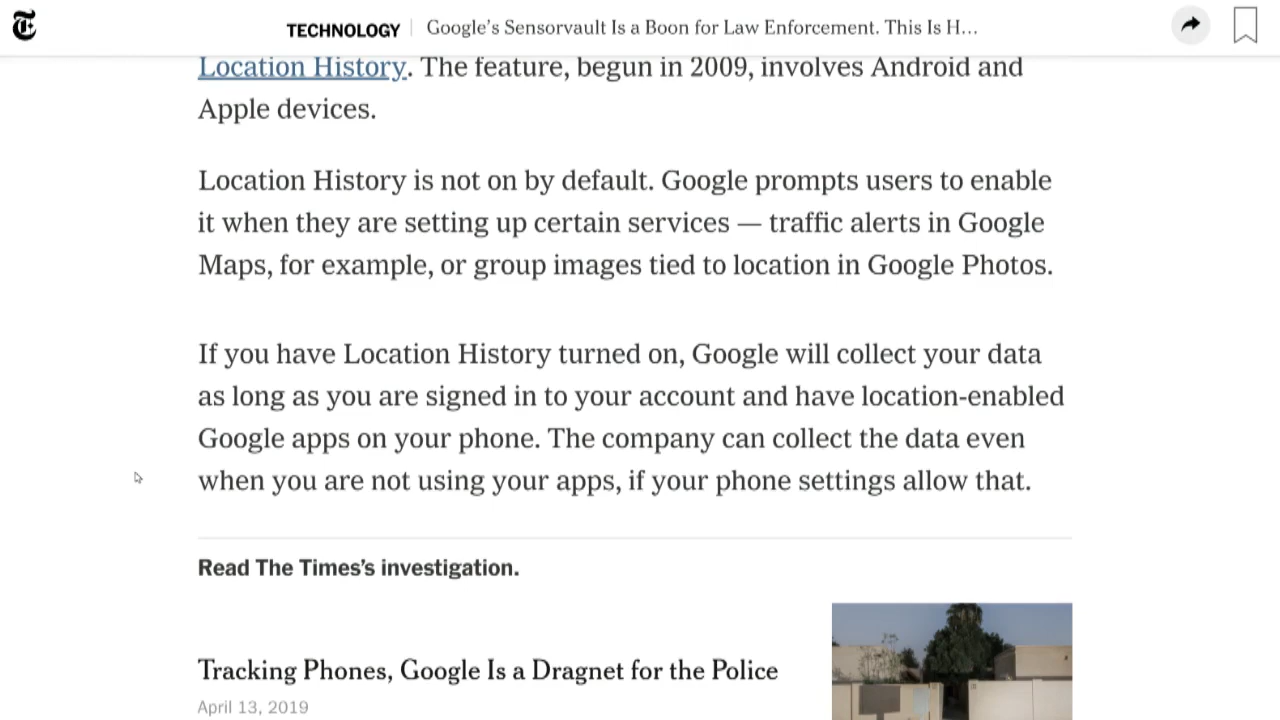 T
TECHNOLOGY Google’s Sensorvault Is a Boon for Law Enforcement. This Is H…
Location History. The feature, begun in 2009, involves Android and
Apple devices.
Location History is not on by default. Google prompts users to enable
it when they are setting up certain services — traffic alerts in Google
Maps, for example, or group images tied to location in Google Photos.
If you have Location History turned on, Google will collect your data
as long as you are signed in to your account and have location-enabled
Google apps on your phone. The company can collect the data even
when you are not using your apps, if your phone settings allow that.
Read The Times’s investigation.
Tracking Phones, Google Is a Dragnet for the Police
April 13, 2019